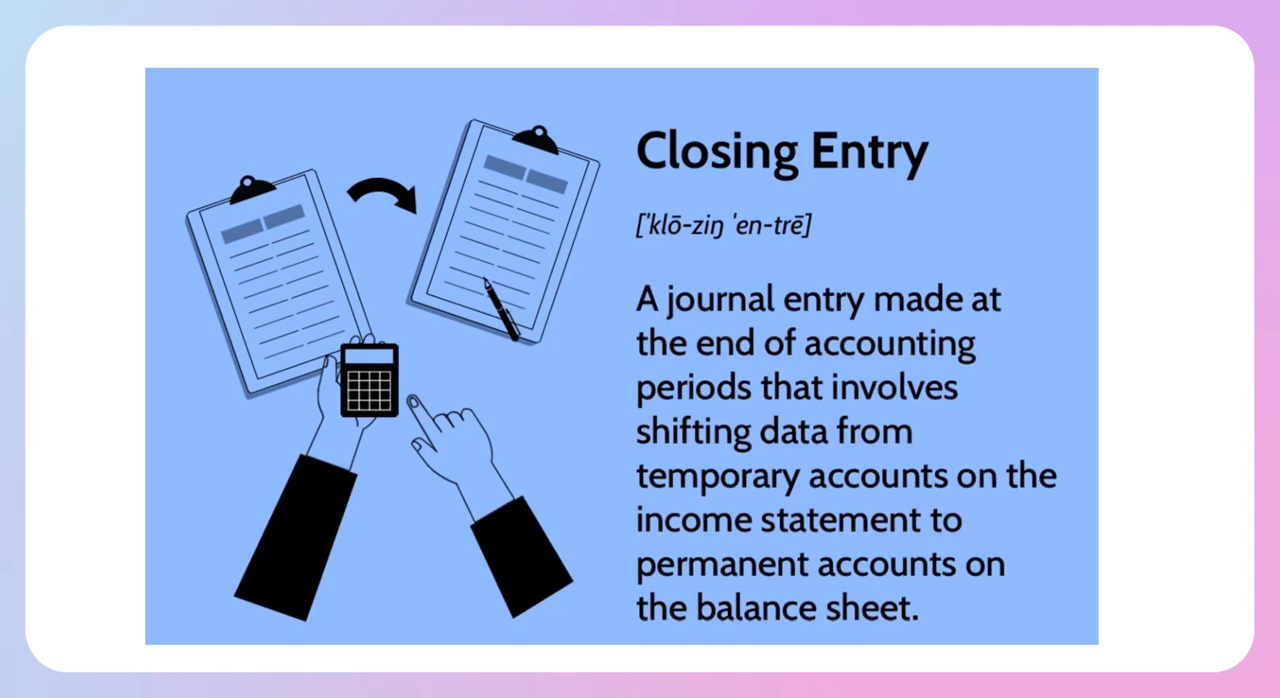 Closing Entry
[ˈklō-ziŋ ˈen-trē]
A journal entry made at
the end of accounting
periods that involves
shifting data from
temporary accounts on the
income statement to
permanent accounts on
the balance sheet.